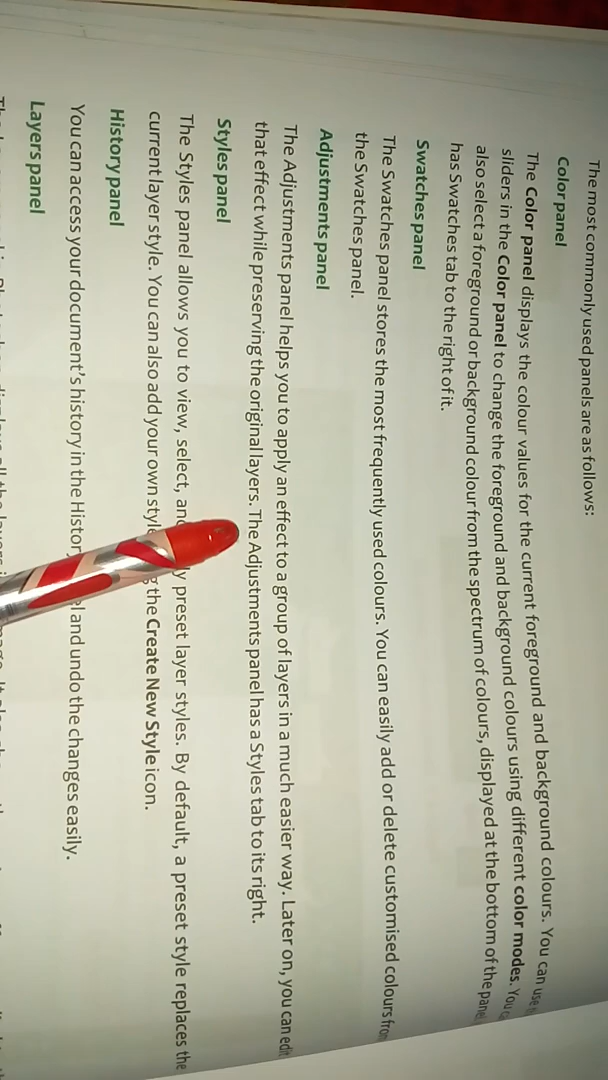 The most commonly used panels are as follows:
Color panel
The Color panel displays the colour values for the current foreground and background colours. You can use
sliders in the Color panel to change the foreground and background colours using different color modes. You
also select a foreground or background colour from the spectrum of colours, displayed at the bottom of the panel
has Swatches tab to the right of it.
Swatches panel
The Swatches panel stores the most frequently used colours. You can easily add or delete customised colours from
the Swatches panel.
Adjustments panel
The Adjustments panel helps you to apply an effect to a group of layers in a much easier way. Later on, you can edit
that effect while preserving the original layers. The Adjustments panel has a Styles tab to its right.
Styles panel
The Styles panel allows you to view, select, and preset layer styles. By default, a preset style replaces the
current layer style. You can also add your own the Create New Style icon.
History panel
You can access your document's history in the and undo the changes easily.
Layers panel